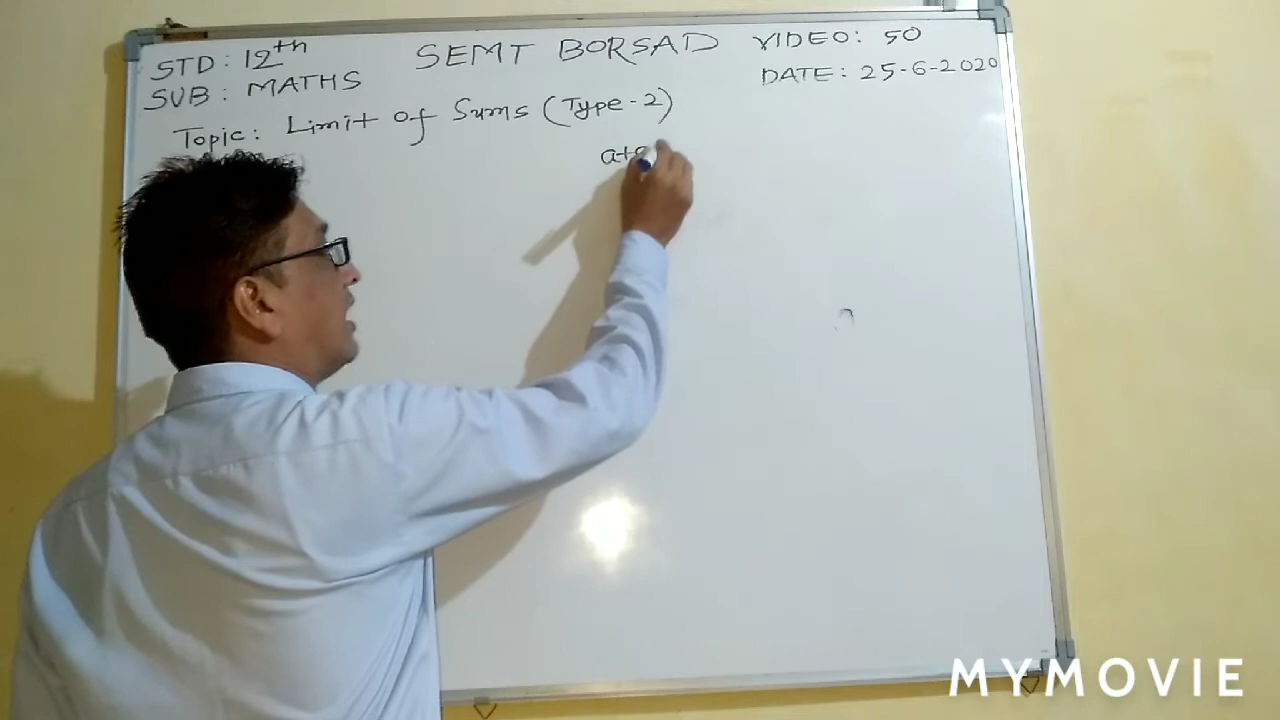 STD: 12th SEMT BORSAD VIDEO: 50
SUB: MATHS DATE: 25-6-2020
Topic: Limit of Sums (Type-2)
a+
MYMOVIE